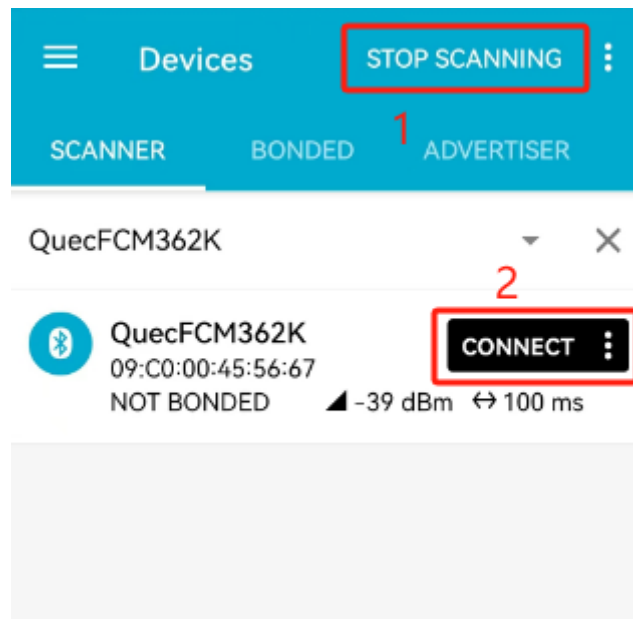 Devices STOP SCANNING
1
SCANNER BONDED ADVERTISER
QuecFCM362K
2
QuecFCM362K CONNECT
09:C0:00:45:56:67
NOT BONDED -39 dBm ↔ 100 ms